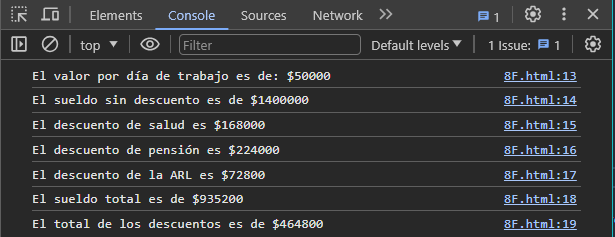 Elements Console Sources Network >> 1
top ▼ Filter Default levels ▼ 1 Issue: 1
El valor por día de trabajo es de: $50000 8F.html:13
El sueldo sin descuento es de $1400000 8F.html:14
El descuento de salud es $168000 8F.html:15
El descuento de pensión es $224000 8F.html:16
El descuento de la ARL es $72800 8F.html:17
El sueldo total es de $935200 8F.html:18
El total de los descuentos es de $464800 8F.html:19